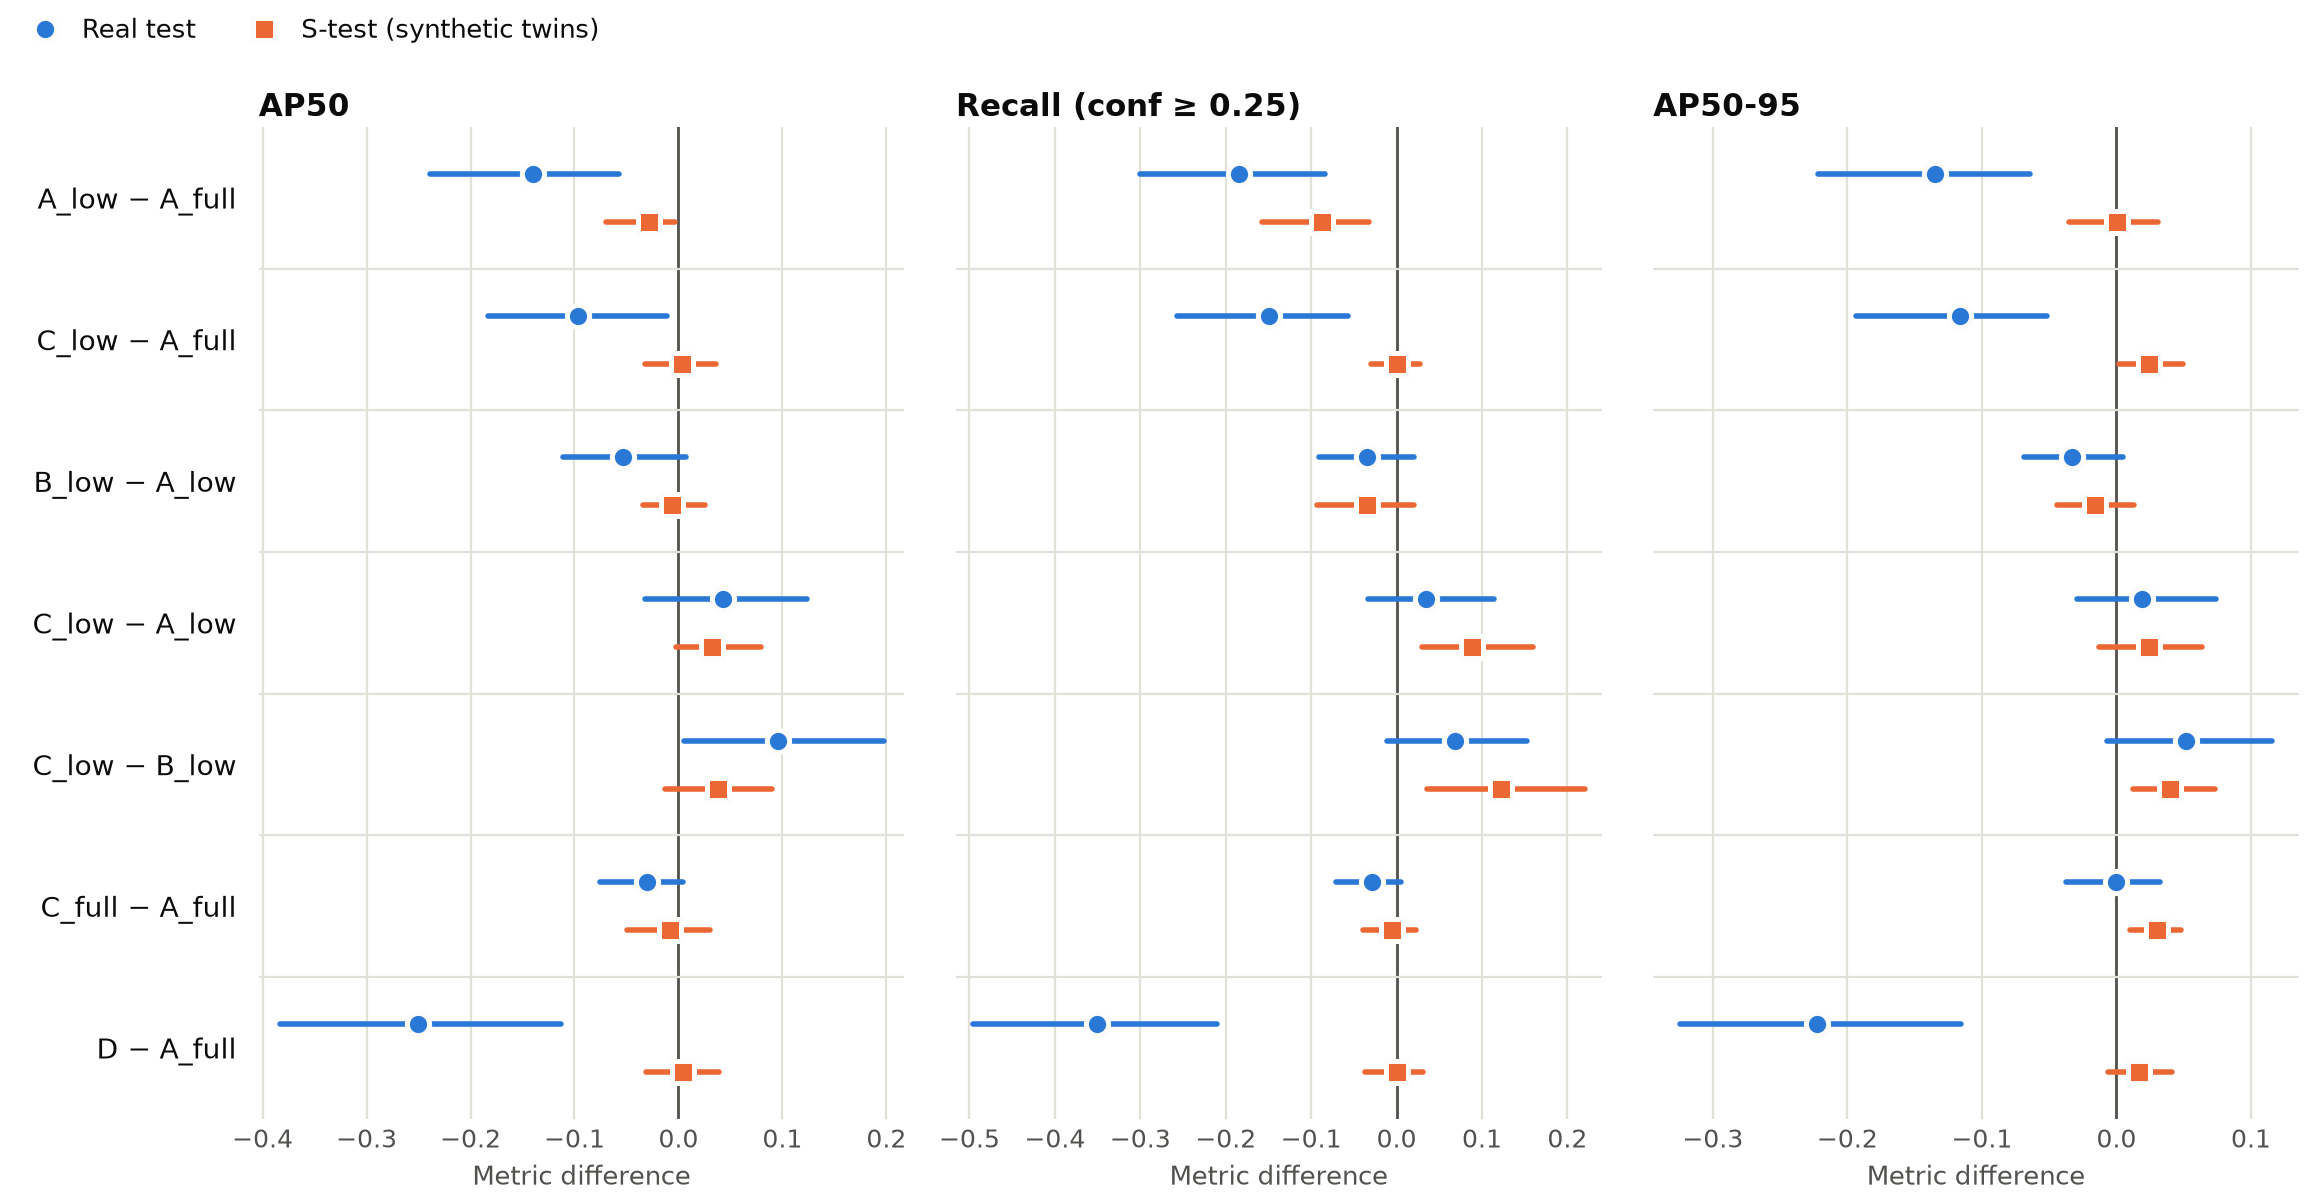 Real test
S-test (synthetic twins)
AP50
Recall (conf ≥ 0.25)
AP50-95
A_low − A_full
C_low − A_full
B_low − A_low
C_low − A_low
C_low − B_low
C_full − A_full
D − A_full
−0.4 −0.3 −0.2 −0.1 0.0 0.1 0.2
−0.5 −0.4 −0.3 −0.2 −0.1 0.0 0.1 0.2
−0.3 −0.2 −0.1 0.0 0.1
Metric difference
Metric difference
Metric difference